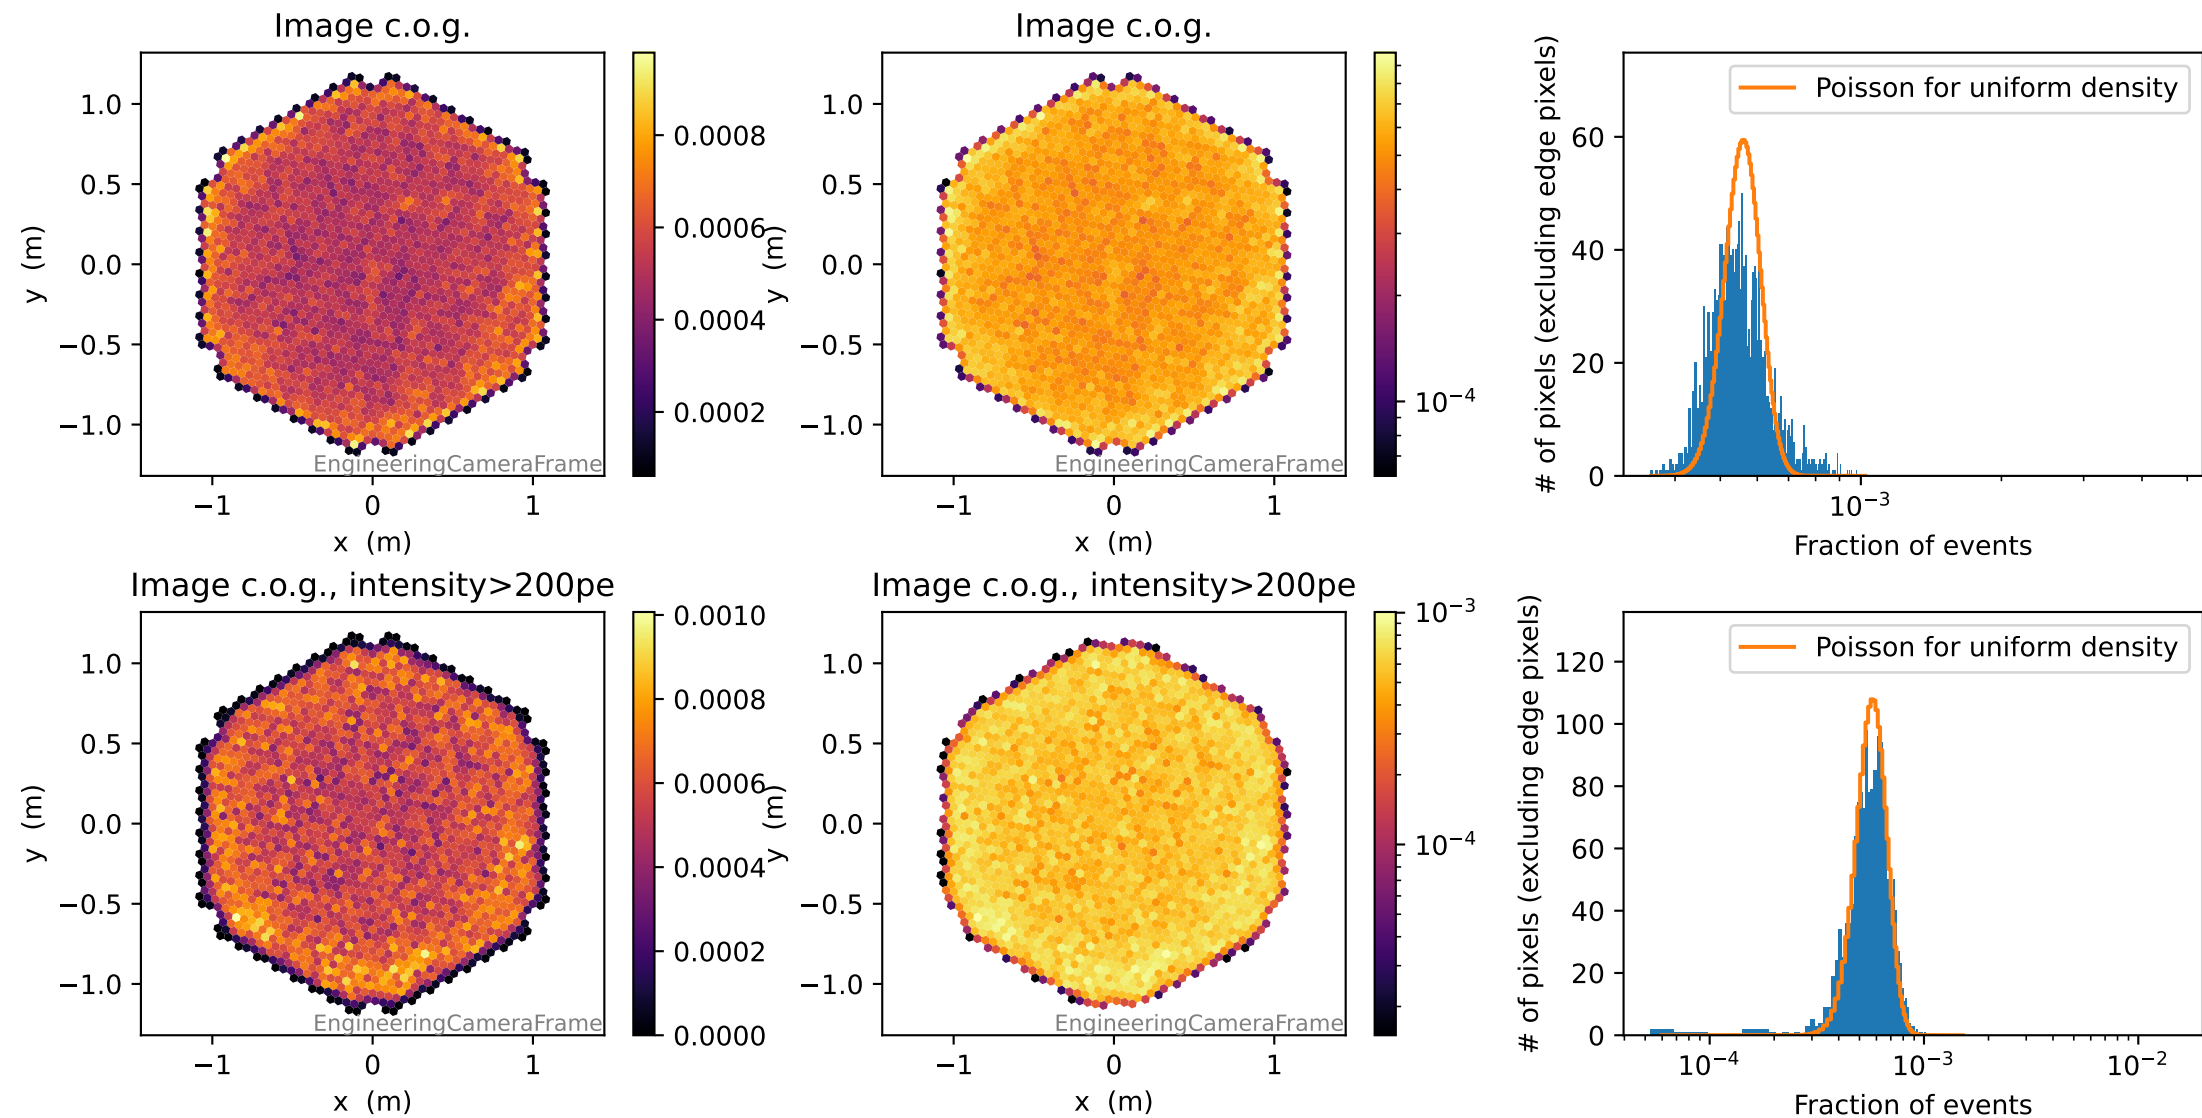 Image c.o.g.
y (m)
1.0
0.5
0.0
−0.5
−1.0
−1
0
1
x (m)
EngineeringCameraFrame
0.0008
0.0006
0.0004
0.0002
Image c.o.g.
y (m)
1.0
0.5
0.0
−0.5
−1.0
−1
0
1
x (m)
EngineeringCameraFrame
10−4
# of pixels (excluding edge pixels)
60
40
20
0
Poisson for uniform density
10−3
Fraction of events
Image c.o.g., intensity>200pe
y (m)
1.0
0.5
0.0
−0.5
−1.0
−1
0
1
x (m)
EngineeringCameraFrame
0.0010
0.0008
0.0006
0.0004
0.0002
0.0000
Image c.o.g., intensity>200pe
y (m)
1.0
0.5
0.0
−0.5
−1.0
−1
0
1
x (m)
EngineeringCameraFrame
10−3
10−4
# of pixels (excluding edge pixels)
120
100
80
60
40
20
0
Poisson for uniform density
10−4
10−3
10−2
Fraction of events